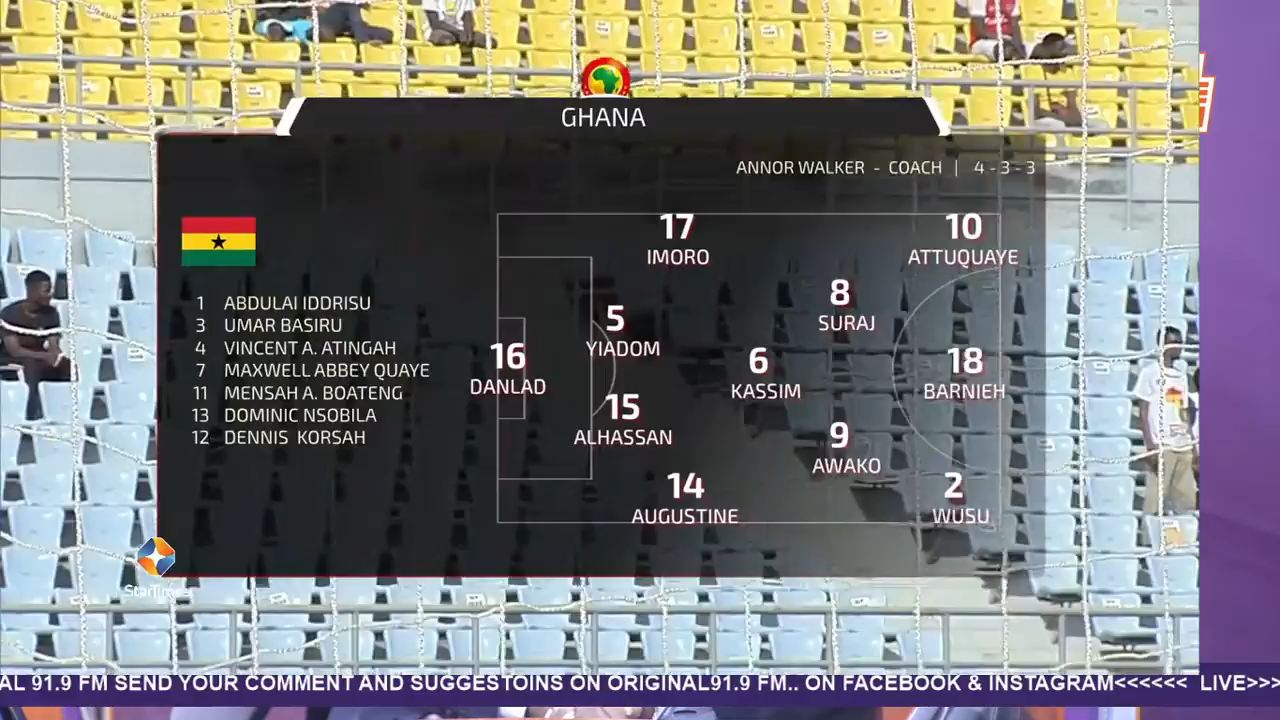 GHANA
ANNOR WALKER - COACH | 4 - 3 - 3
1 ABDULAI IDDRISU
3 UMAR BASIRU
4 VINCENT A. ATINGAH
7 MAXWELL ABBEY QUAYE
11 MENSAH A. BOATENG
13 DOMINIC NSOBILA
12 DENNIS KORSAH
17
IMORO
10
ATTUQUAYE
8
SURAJ
5
YIADOM
16
DANLAD
6
KASSIM
18
BARNIEH
15
ALHASSAN
9
AWAKO
14
AUGUSTINE
2
WUSU
StarTimes
AL 91.9 FM SEND YOUR COMMENT AND SUGGESTOINS ON ORIGINAL91.9 FM.. ON FACEBOOK & INSTAGRAM<<<<<< LIVE>>>